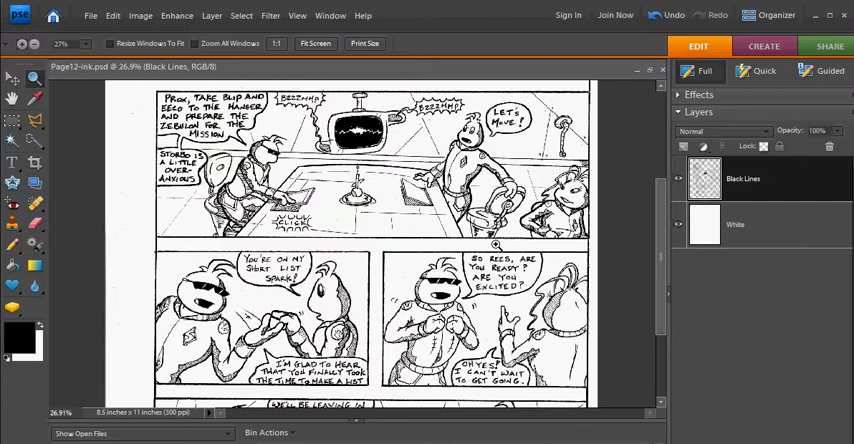 pse File Edit Image Enhance Layer Select Filter View Window Help Sign In Join Now Undo Redo Organizer
27% Resize Windows To Fit Zoom All Windows 1:1 Fit Screen Print Size EDIT CREATE SHARE
Page12-ink.psd @ 26.9% (Black Lines, RGB/8)
Full Quick Guided
Effects
Layers
Normal Opacity: 100%
Lock:
Black Lines
White
PROX, TAKE BLIP AND
EECO TO THE HANGER
AND PREPARE THE
ZEBULON FOR THE
MISSION
STORBO IS
A LITTLE
OVER-
ANXIOUS
BZZZMMP
BZZZMMP
LET'S
MOVE!
CLICK
YOU'RE ON MY
SHORT LIST
SPARK!
I'M GLAD TO HEAR
THAT YOU FINALLY TOOK
THE TIME TO MAKE A LIST
SO REES, ARE
YOU READY?
ARE YOU
EXCITED?
OH YES!
I CAN'T WAIT
TO GET GOING.
WE'LL BE LEAVING IN
26.91% 8.5 inches x 11 inches (300 ppi)
Show Open Files Bin Actions